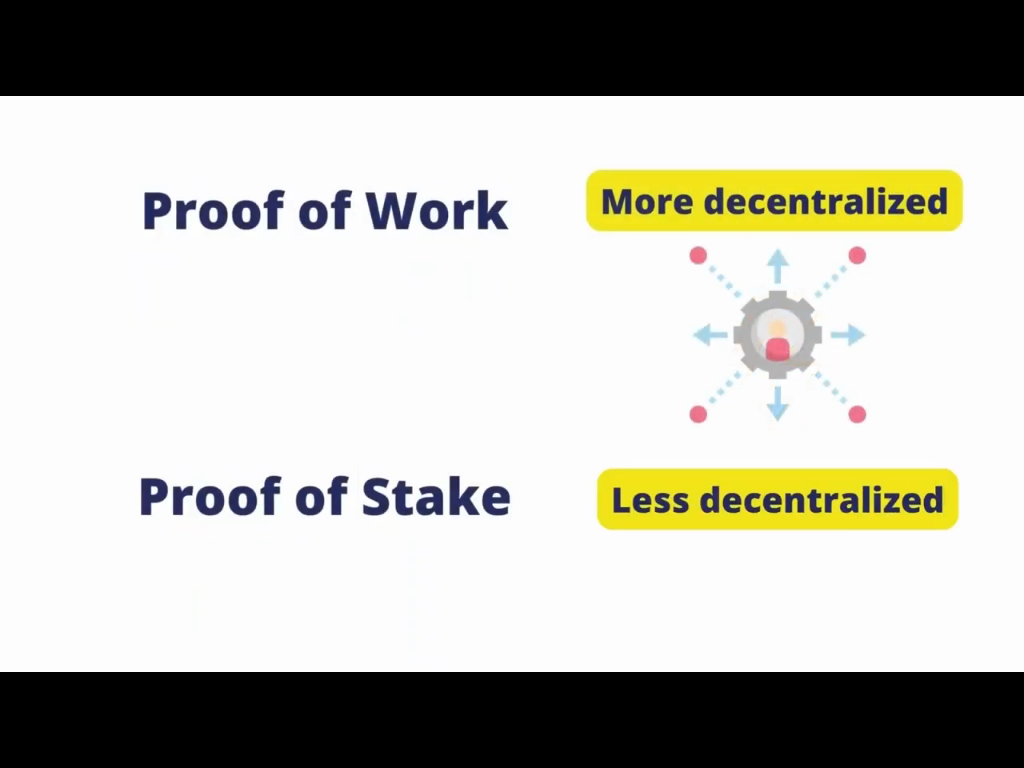 Proof of Work
More decentralized
Proof of Stake
Less decentralized